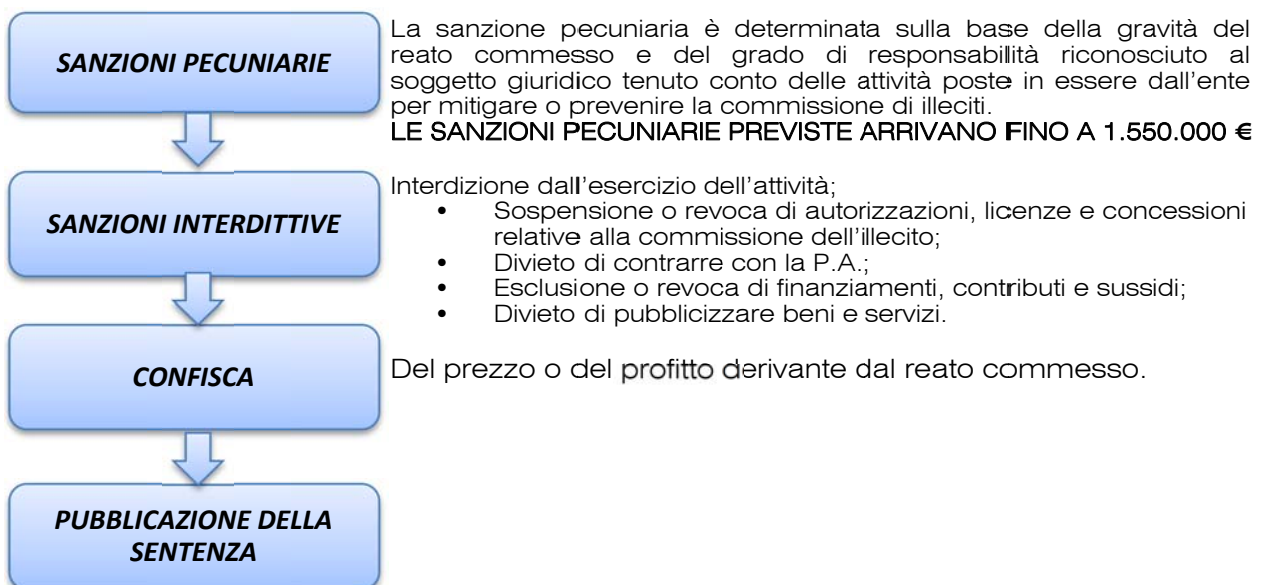 SANZIONI PECUNIARIE
La sanzione pecuniaria è determinata sulla base della gravità del
reato commesso e del grado di responsabilità riconosciuto al
soggetto giuridico tenuto conto delle attività poste in essere dall'ente
per mitigare o prevenire la commissione di illeciti.
LE SANZIONI PECUNIARIE PREVISTE ARRIVANO FINO A 1.550.000 €
SANZIONI INTERDITTIVE
Interdizione dall'esercizio dell'attività;
• Sospensione o revoca di autorizzazioni, licenze e concessioni
relative alla commissione dell'illecito;
• Divieto di contrarre con la P.A.;
• Esclusione o revoca di finanziamenti, contributi e sussidi;
• Divieto di pubblicizzare beni e servizi.
CONFISCA
Del prezzo o del profitto derivante dal reato commesso.
PUBBLICAZIONE DELLA
SENTENZA